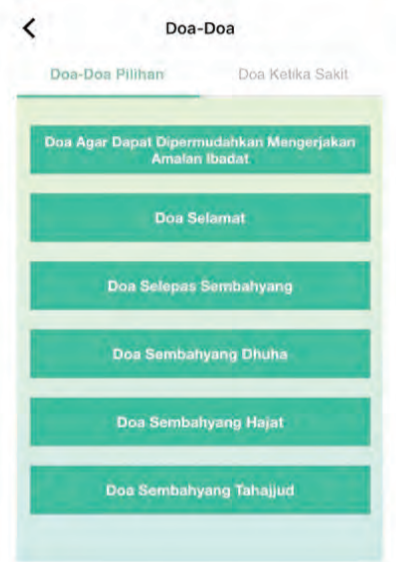 Doa-Doa
Doa-Doa Pilihan
Doa Ketika Sakit
Doa Agar Dapat Dipermudahkan Mengerjakan
Amalan Ibadat
Doa Selamat
Doa Selepas Sembahyang
Doa Sembahyang Dhuha
Doa Sembahyang Hajat
Doa Sembahyang Tahajjud